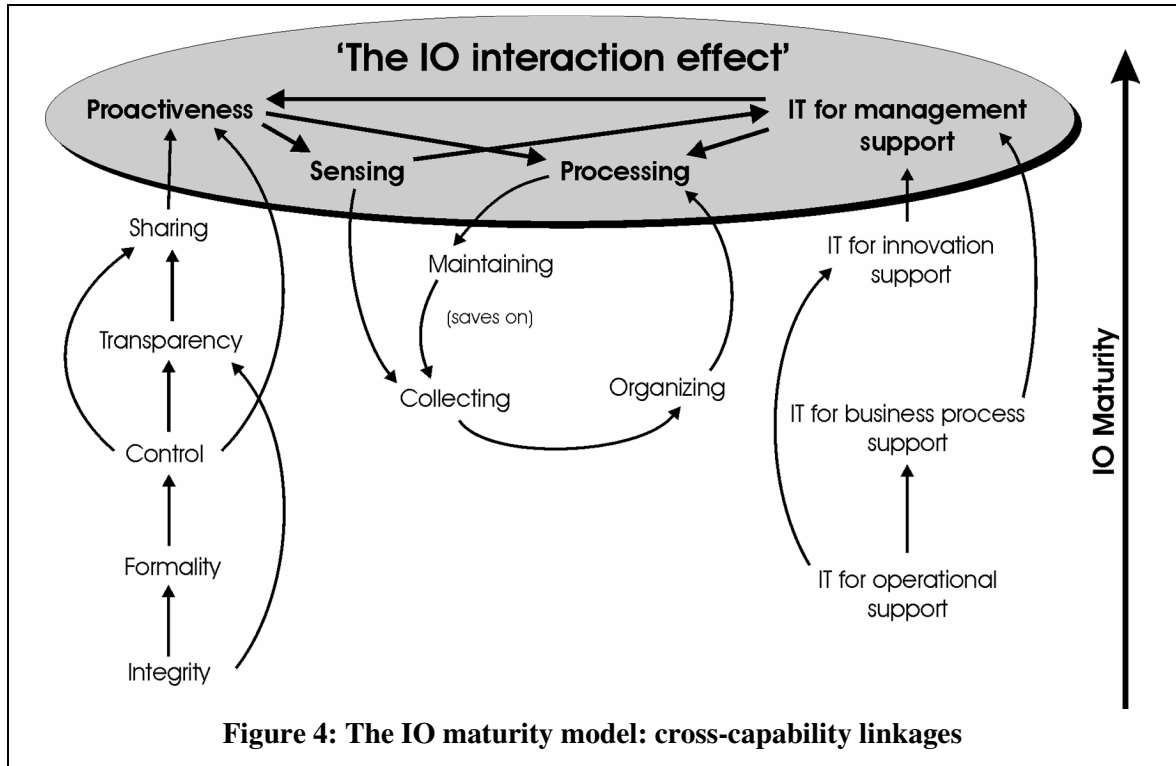 ‘The IO interaction effect’
Proactiveness
IT for management
support
Sensing
Processing
Sharing
Maintaining
IT for innovation
support
(saves on)
Transparency
Collecting
Organizing
IT for business process
support
Control
Formality
IT for operational
support
Integrity
IO Maturity
Figure 4: The IO maturity model: cross-capability linkages